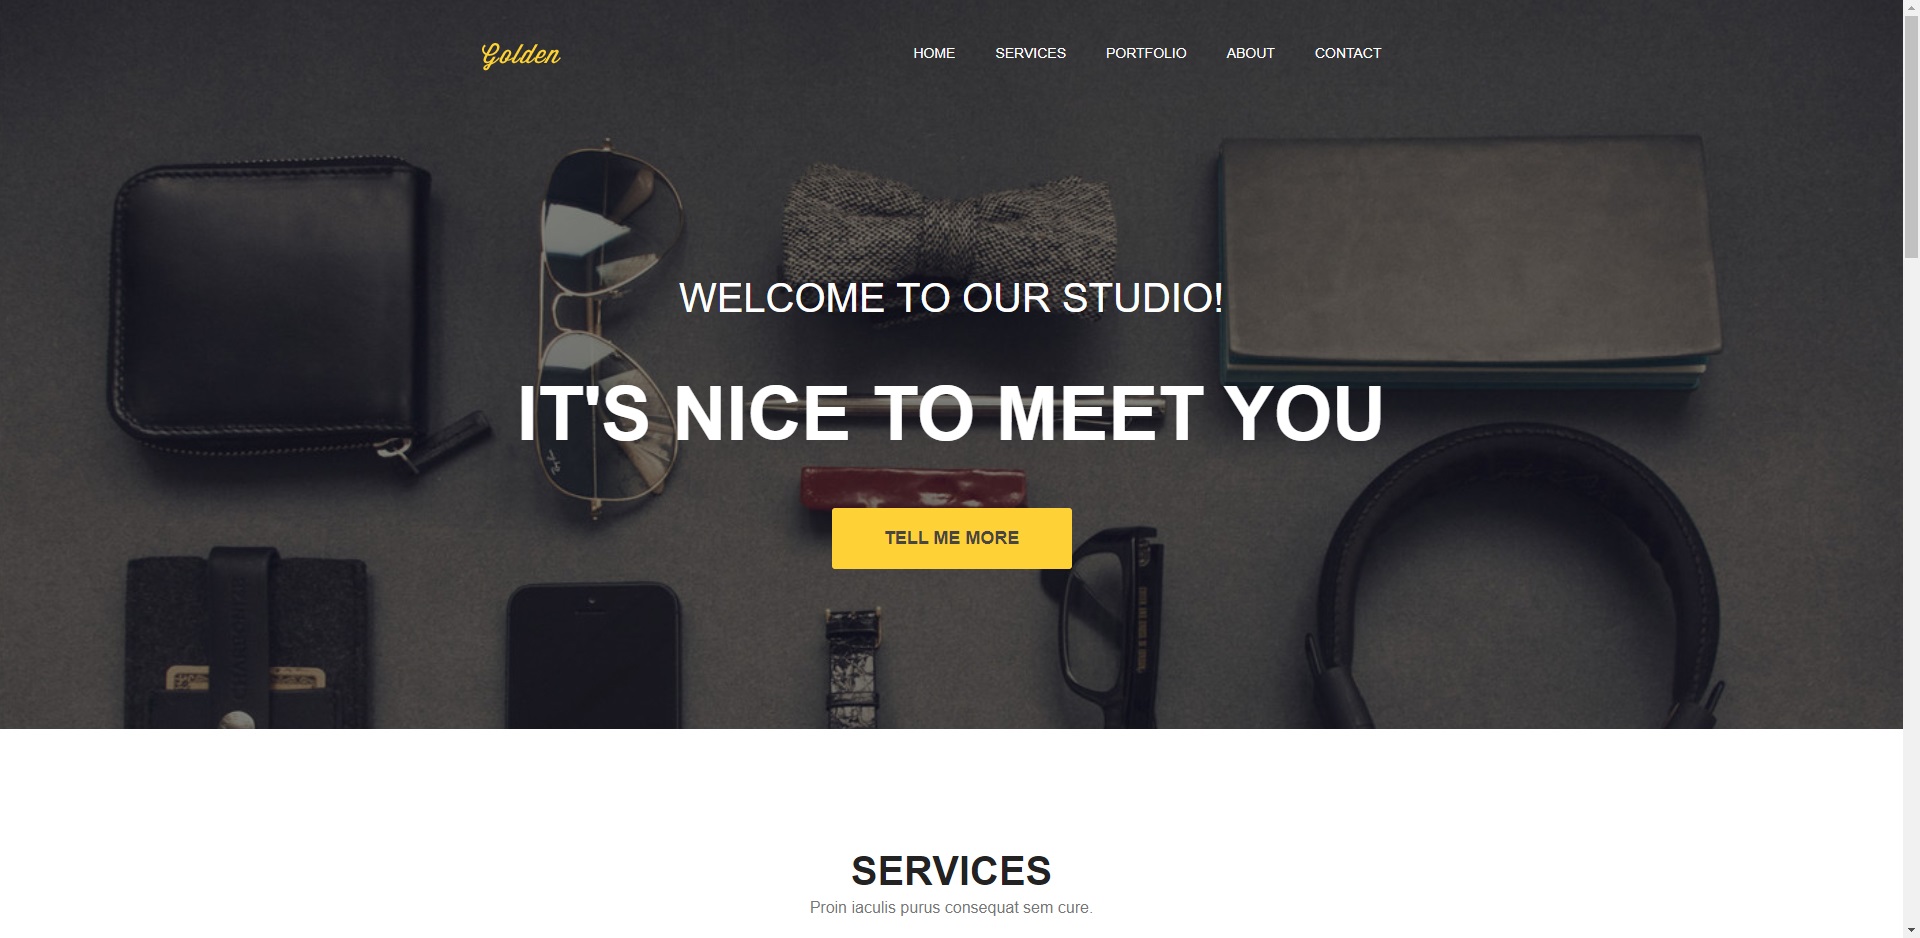 Golden
HOME SERVICES PORTFOLIO ABOUT CONTACT
WELCOME TO OUR STUDIO!
IT'S NICE TO MEET YOU
TELL ME MORE
SERVICES
Proin iaculis purus consequat sem cure.